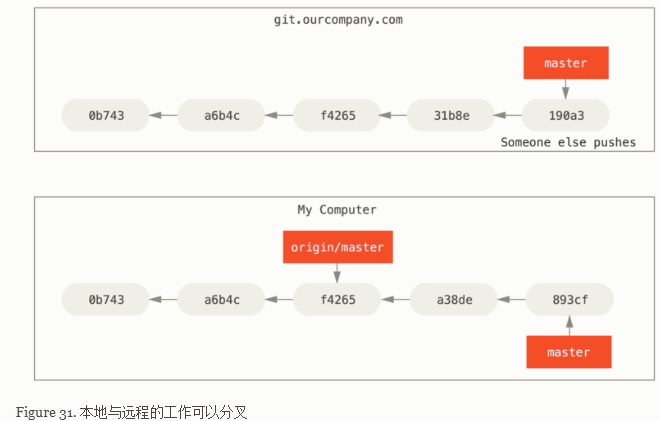 git.ourcompany.com
master
0b743 a6b4c f4265 31b8e 190a3
Someone else pushes
My Computer
origin/master
0b743 a6b4c f4265 a38de 893cf
master
Figure 31. 本地与远程的工作可以分叉